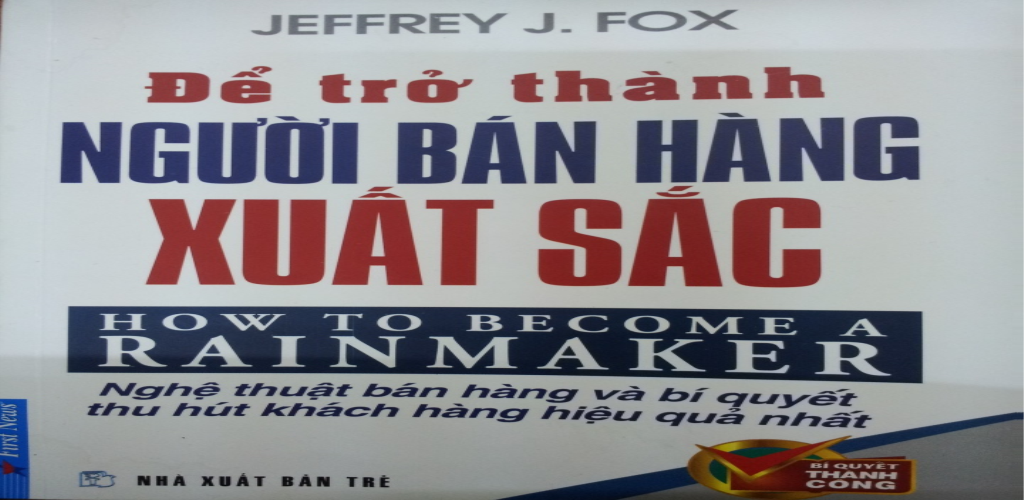 JEFFREY J. FOX
Để trở thành
NGƯỜI BÁN HÀNG
XUẤT SẮC
HOW TO BECOME A
RAINMAKER
Nghệ thuật bán hàng và bí quyết
thu hút khách hàng hiệu quả nhất
First News
NHÀ XUẤT BẢN TRẺ
BÍ QUYẾT
THÀNH
CÔNG